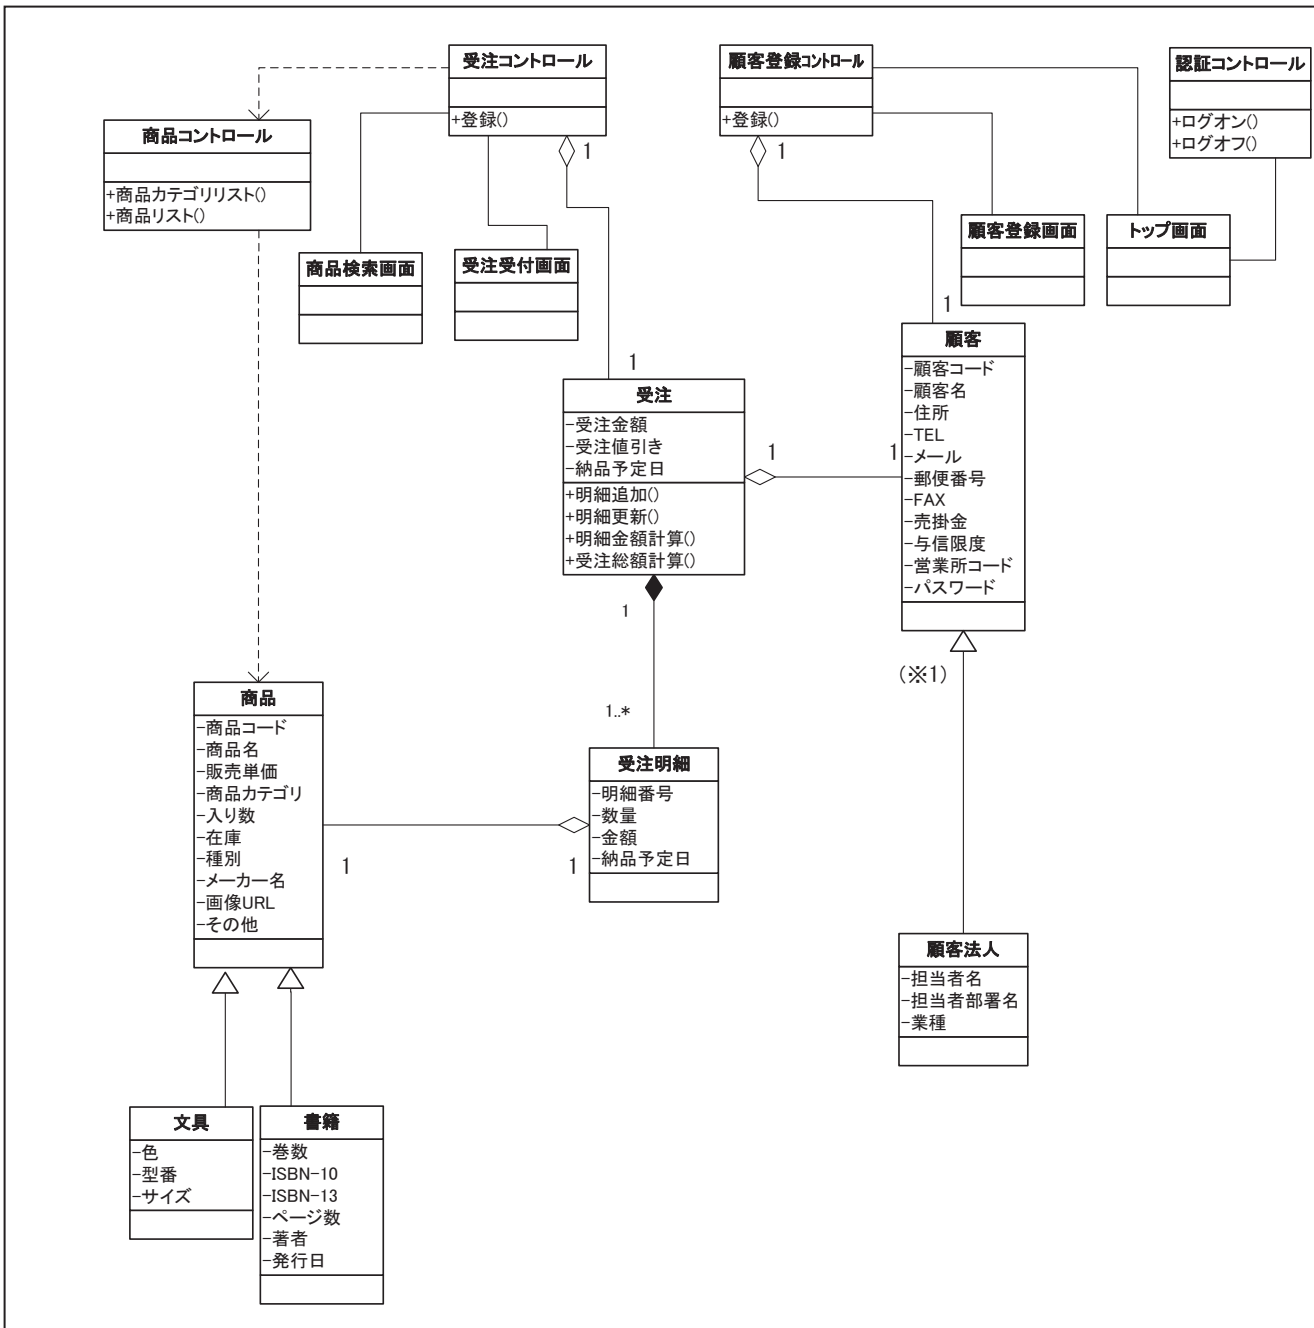 受注コントロール
+登録()
1
顧客登録コントロール
+登録()
1
認証コントロール
+ログオン()
+ログオフ()
商品コントロール
+商品カテゴリリスト()
+商品リスト()
商品検索画面
受注受付画面
顧客登録画面
トップ画面
1
顧客
-顧客コード
-顧客名
-住所
-TEL
-メール
-郵便番号
-FAX
-売掛金
-与信限度
-営業所コード
-パスワード
1
受注
-受注金額
-受注値引き
-納品予定日
+明細追加()
+明細更新()
+明細金額計算()
+受注総額計算()
1
1
1
(※1)
1..*
商品
-商品コード
-商品名
-販売単価
-商品カテゴリ
-入り数
-在庫
-種別
-メーカー名
-画像URL
-その他
1
1
受注明細
-明細番号
-数量
-金額
-納品予定日
顧客法人
-担当者名
-担当者部署名
-業種
文具
-色
-型番
-サイズ
書籍
-巻数
-ISBN-10
-ISBN-13
-ページ数
-著者
-発行日